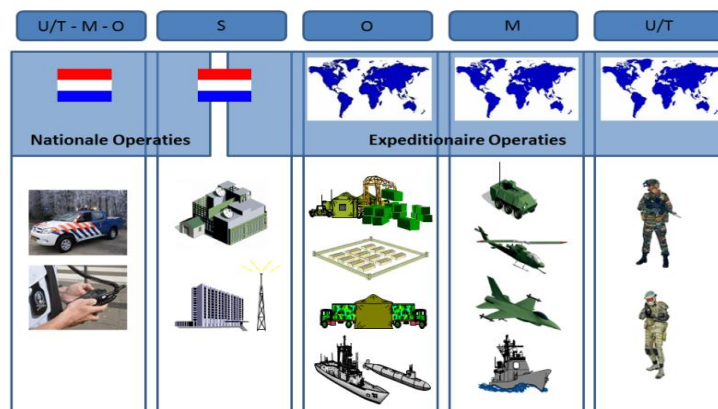 U/T - M - O
S
O
M
U/T
Nationale Operaties
Expeditionaire Operaties